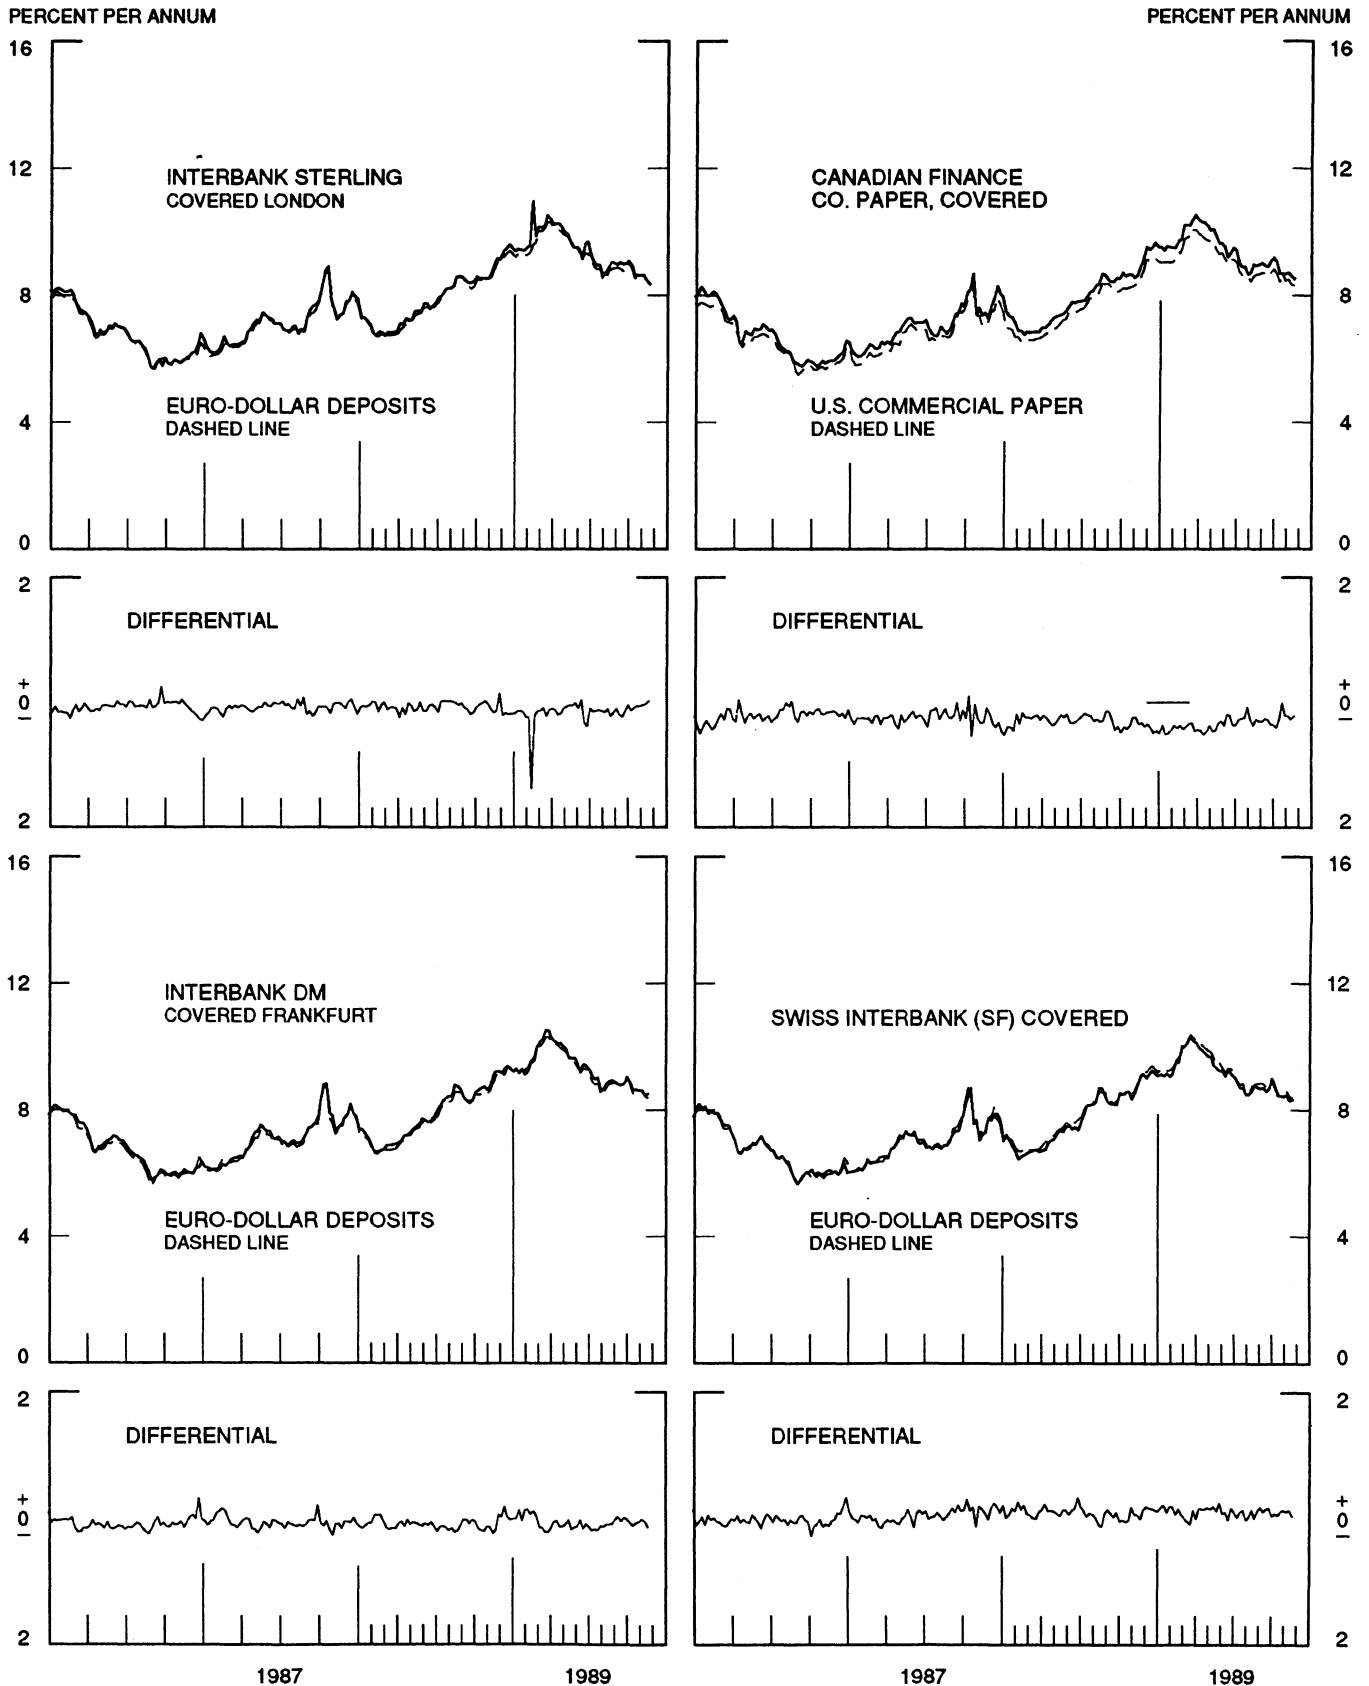 PERCENT PER ANNUM
PERCENT PER ANNUM
16
12
8
4
0
INTERBANK STERLING
COVERED LONDON
EURO-DOLLAR DEPOSITS
DASHED LINE
CANADIAN FINANCE
CO. PAPER, COVERED
U.S. COMMERCIAL PAPER
DASHED LINE
16
12
8
4
0
2
+
0
–
2
DIFFERENTIAL
DIFFERENTIAL
2
+
0
–
2
16
12
8
4
0
INTERBANK DM
COVERED FRANKFURT
EURO-DOLLAR DEPOSITS
DASHED LINE
SWISS INTERBANK (SF) COVERED
EURO-DOLLAR DEPOSITS
DASHED LINE
16
12
8
4
0
2
+
0
–
2
DIFFERENTIAL
DIFFERENTIAL
2
+
0
–
2
1987
1989
1987
1989